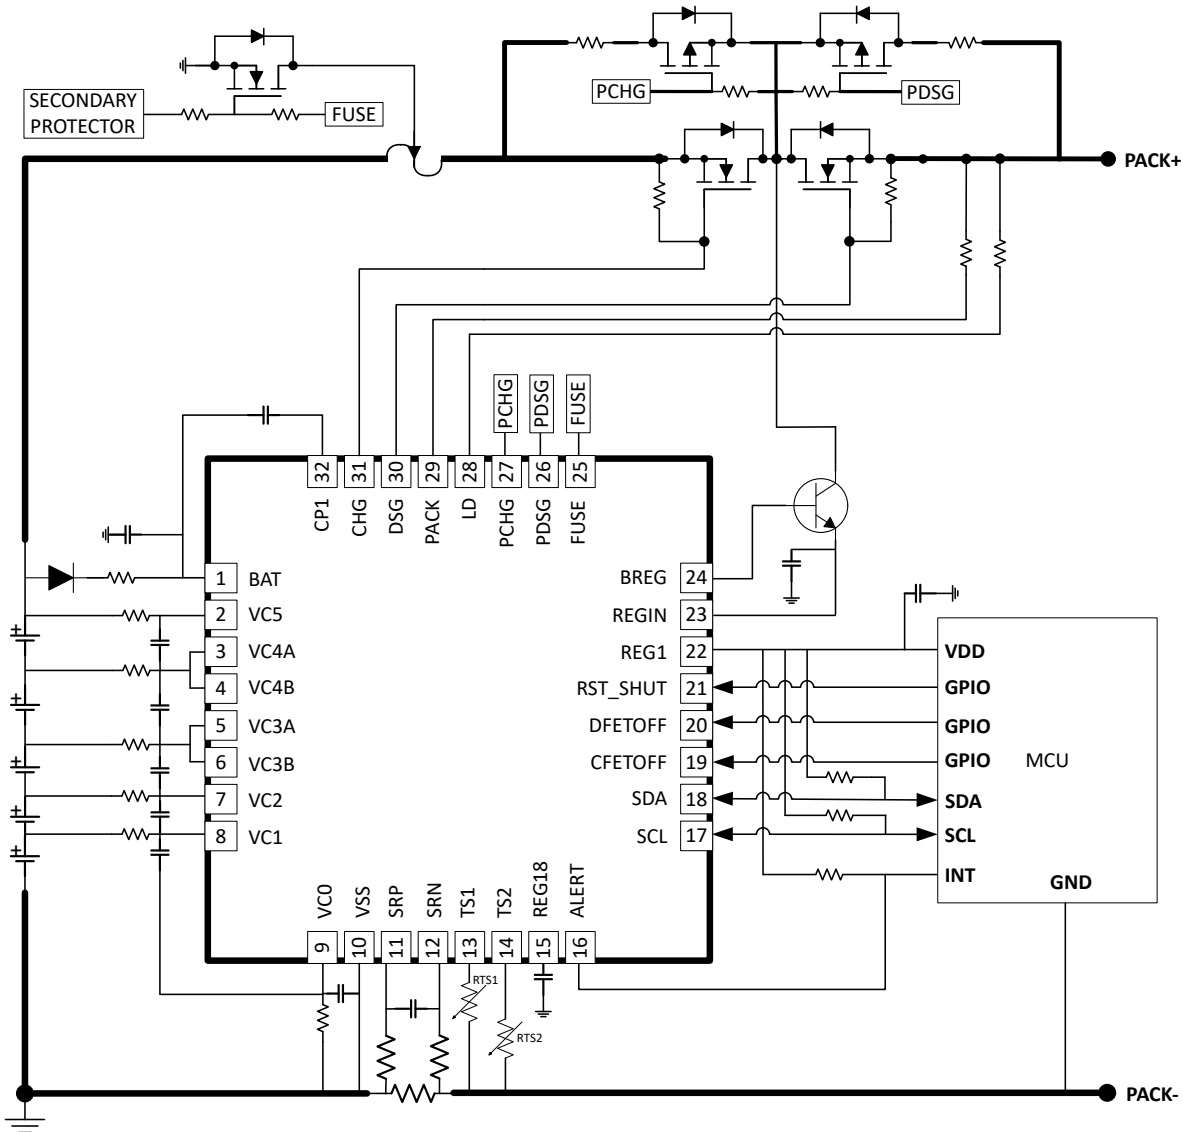 PCHG
PDSG
SECONDARY
PROTECTOR
FUSE
PACK+
PCHG
PDSG
FUSE
32
31
30
29
28
27
26
25
CP1
CHG
DSG
PACK
LD
PCHG
PDSG
FUSE
1 BAT
2 VC5
3 VC4A
4 VC4B
5 VC3A
6 VC3B
7 VC2
8 VC1
+
+
+
+
+
BREG 24
REGIN 23
REG1 22
RST_SHUT 21
DFETOFF 20
CFETOFF 19
SDA 18
SCL 17
VDD
GPIO
GPIO
GPIO
MCU
SDA
SCL
INT
GND
VC0
VSS
SRP
SRN
TS1
TS2
REG18
ALERT
9
10
11
12
13
14
15
16
RTS1
RTS2
PACK-